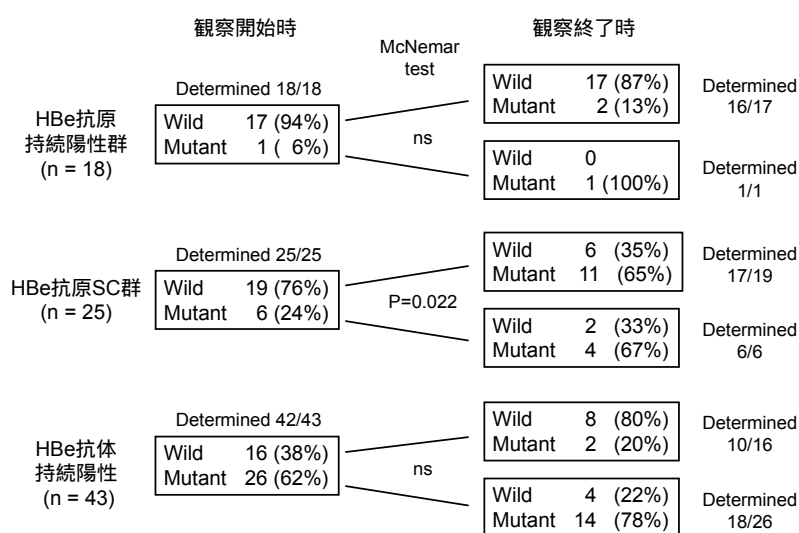 観察開始時
McNemar
test
観察終了時
HBe抗原
持続陽性群
(n = 18)
Determined 18/18
Wild 17 (94%)
Mutant 1 ( 6%)
ns
Wild 17 (87%)
Mutant 2 (13%)
Determined
16/17
Wild 0
Mutant 1 (100%)
Determined
1/1
HBe抗原SC群
(n = 25)
Determined 25/25
Wild 19 (76%)
Mutant 6 (24%)
P=0.022
Wild 6 (35%)
Mutant 11 (65%)
Determined
17/19
Wild 2 (33%)
Mutant 4 (67%)
Determined
6/6
HBe抗体
持続陽性
(n = 43)
Determined 42/43
Wild 16 (38%)
Mutant 26 (62%)
ns
Wild 8 (80%)
Mutant 2 (20%)
Determined
10/16
Wild 4 (22%)
Mutant 14 (78%)
Determined
18/26